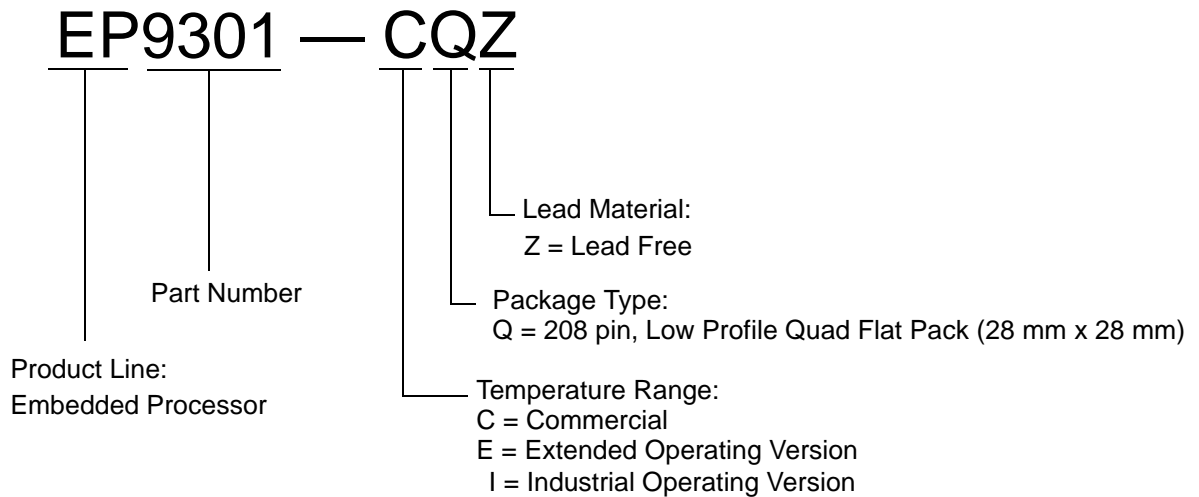 EP9301 — CQZ
Lead Material:
Z = Lead Free
Package Type:
Q = 208 pin, Low Profile Quad Flat Pack (28 mm x 28 mm)
Part Number
Product Line:
Embedded Processor
Temperature Range:
C = Commercial
E = Extended Operating Version
I = Industrial Operating Version